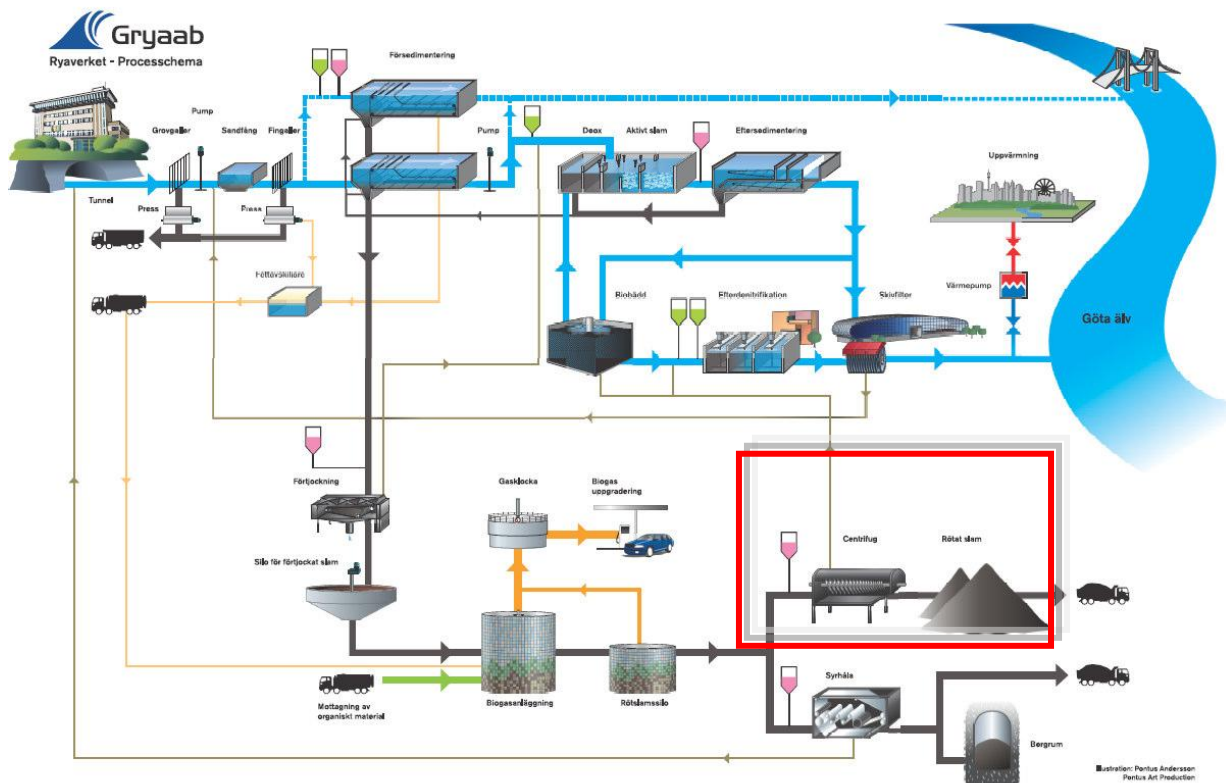 Gryaab
Ryaverket - Processchema
Försedimentering
Pump
Grovgaller
Sandfång
Fingaller
Pump
Deox
Aktivt slam
Eftersedimentering
Uppvärmning
Tunnel
Press
Press
Fettavskiljare
Biobädd
Efterdenitrifikation
Skivfilter
Värmepump
Göta älv
Förtjockning
Gasklocka
Biogas
uppgradering
Silo för förtjockat slam
Centrifug
Rötat slam
Mottagning av
organiskt material
Biogasanläggning
Rötslamssilo
Syrhåla
Bergrum
Illustration: Pontus Andersson
Pontus Art Production